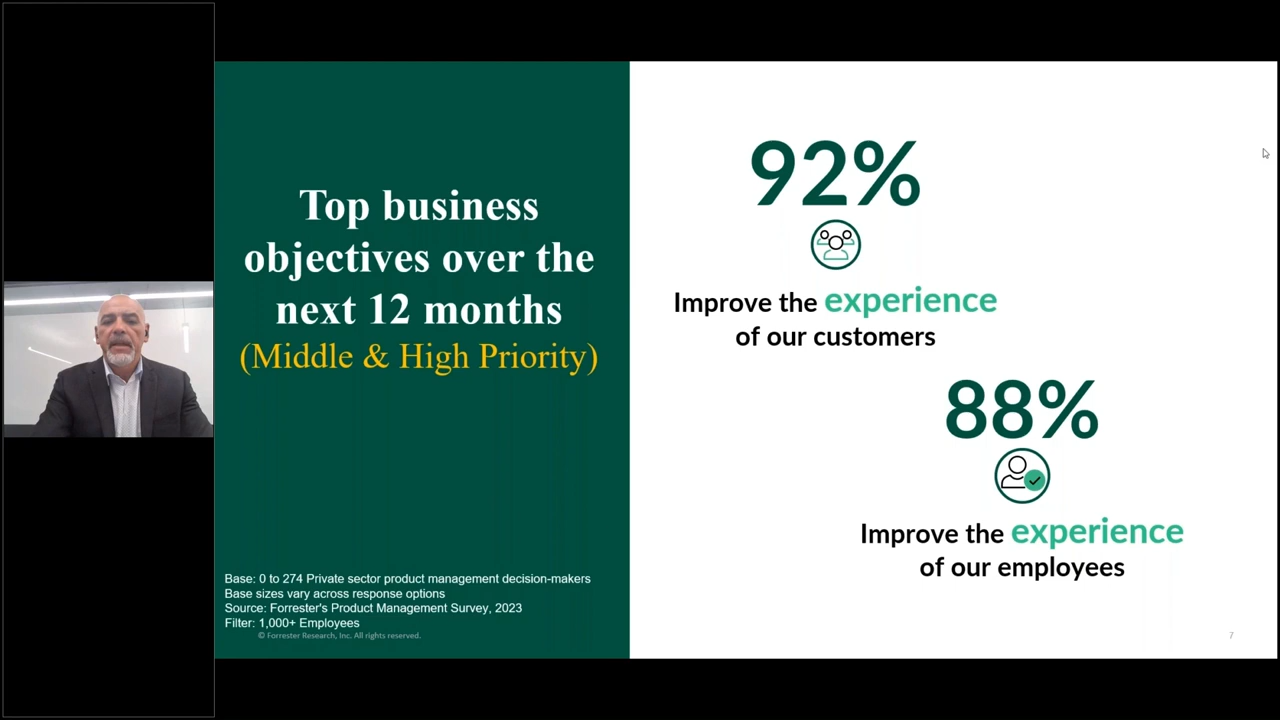 Top business
objectives over the
next 12 months
(Middle & High Priority)
Base: 0 to 274 Private sector product management decision-makers
Base sizes vary across response options
Source: Forrester's Product Management Survey, 2023
Filter: 1,000+ Employees
© Forrester Research, Inc. All rights reserved.
92%
Improve the experience
of our customers
88%
Improve the experience
of our employees
7